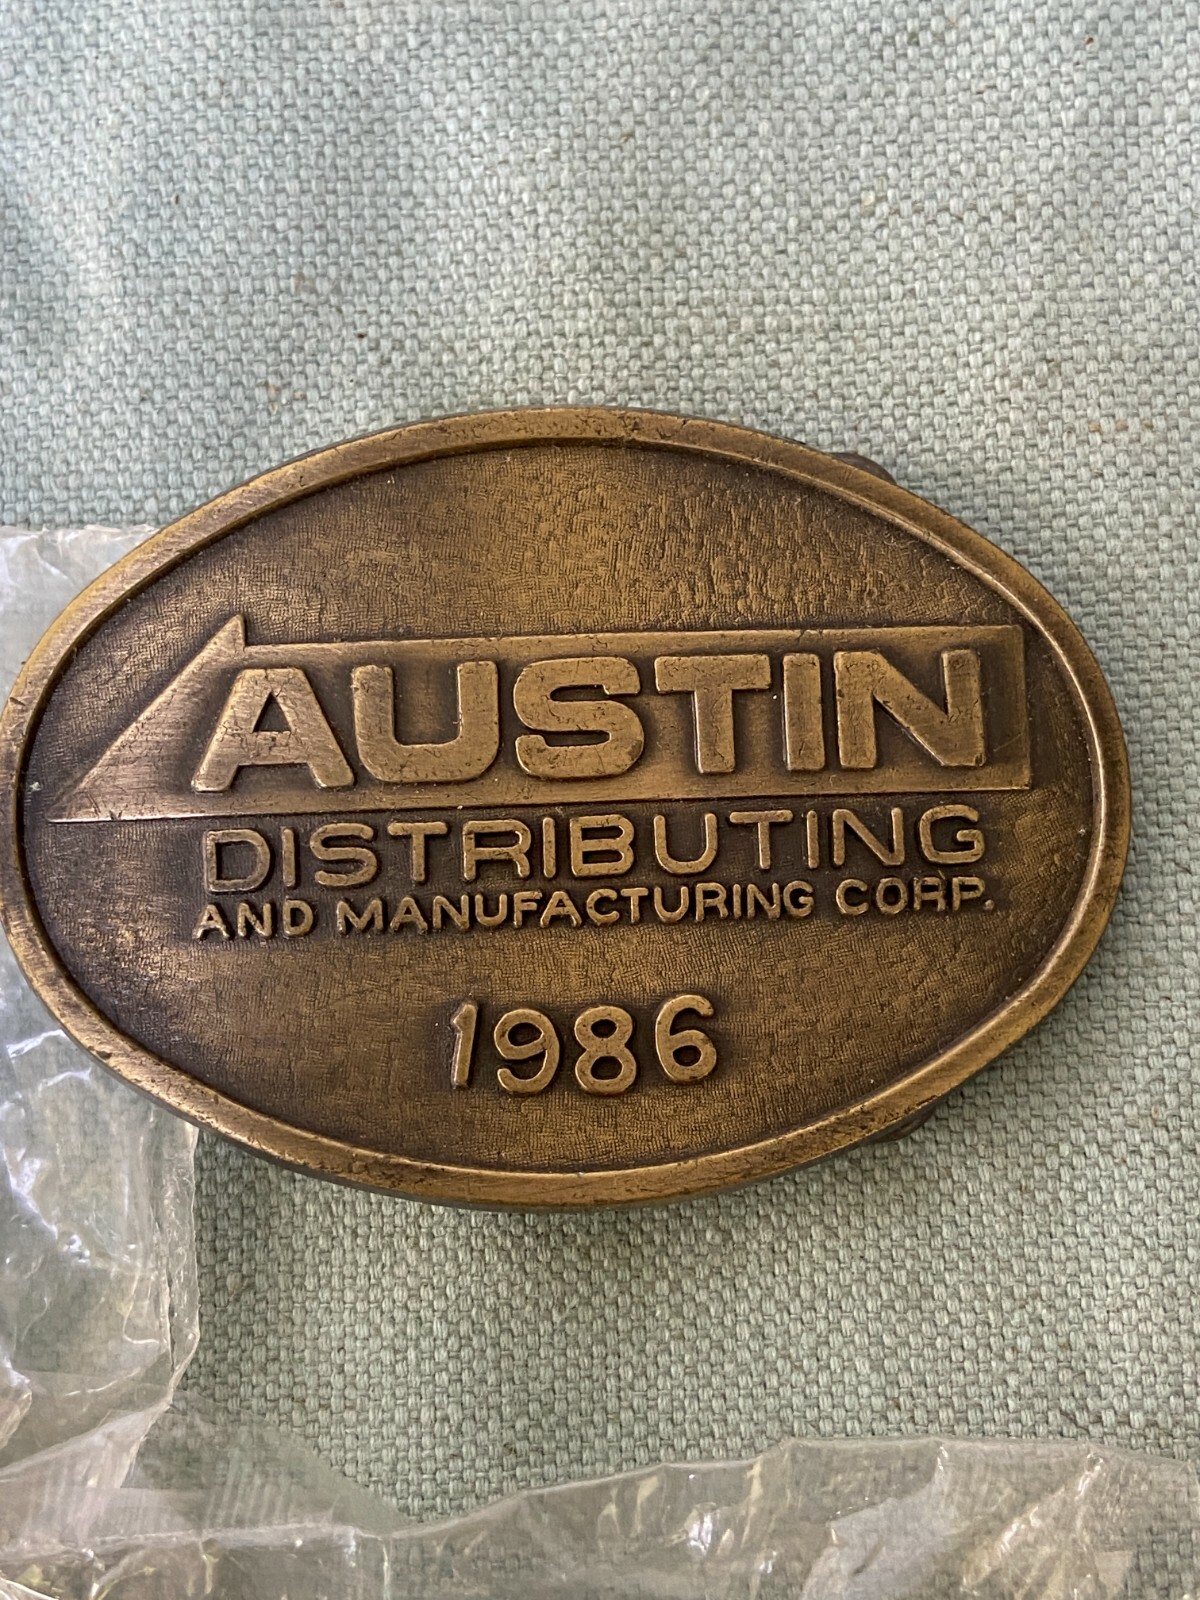 AUSTIN
DISTRIBUTING
AND MANUFACTURING CORP.
1986